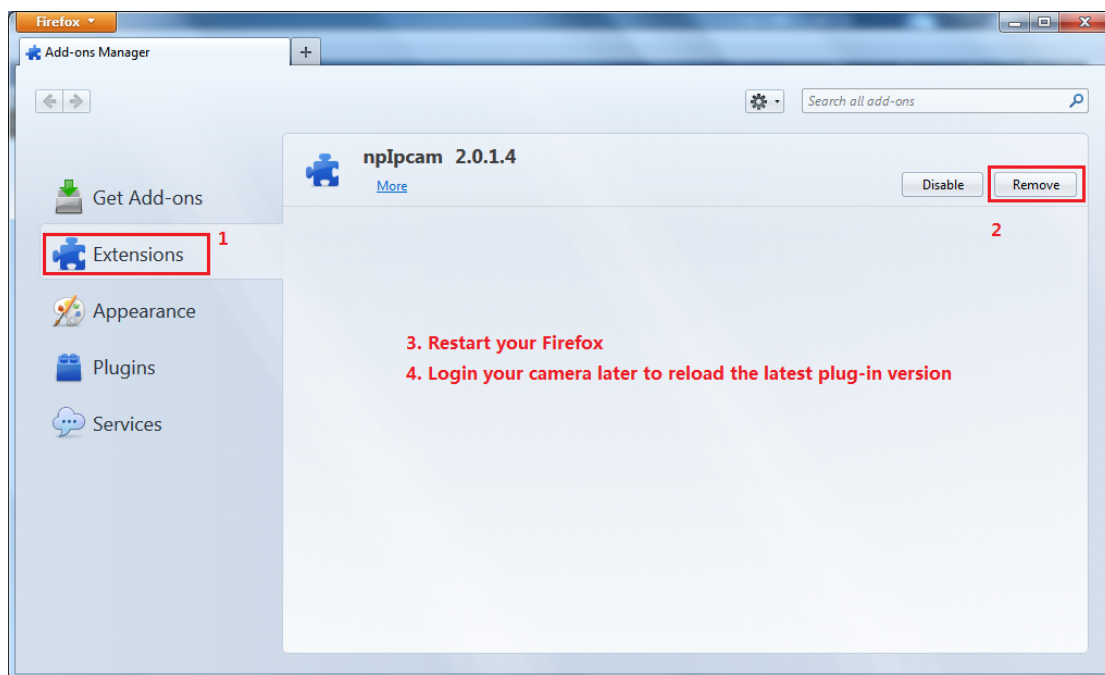 Firefox
Add-ons Manager
Search all add-ons
npIpcam 2.0.1.4
More
Disable
Remove
Get Add-ons
1
2
Extensions
Appearance
3. Restart your Firefox
4. Login your camera later to reload the latest plug-in version
Plugins
Services